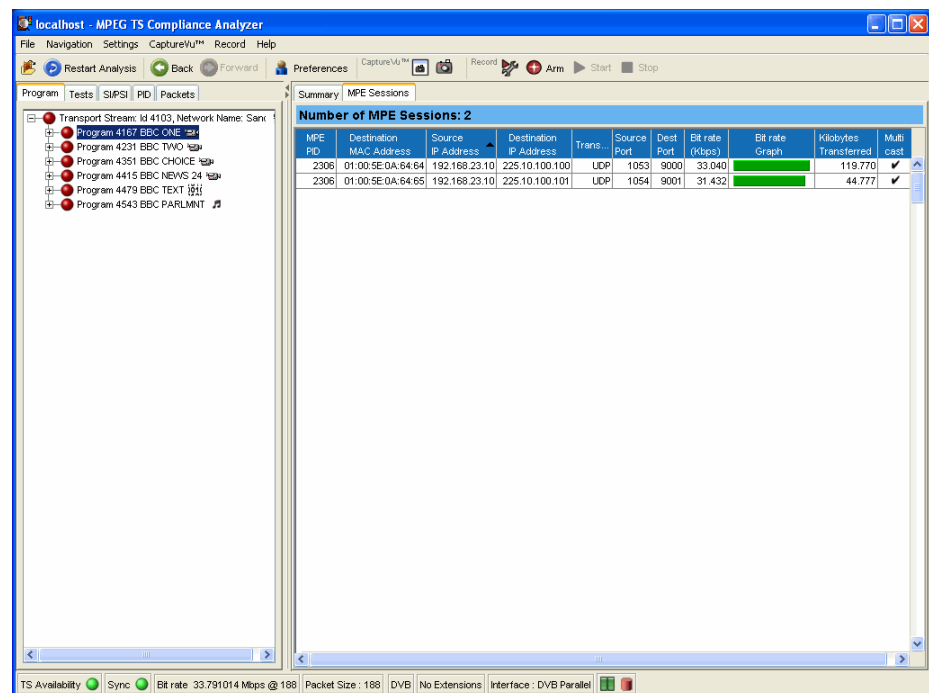 localhost - MPEG TS Compliance Analyzer
File Navigation Settings CaptureVu™ Record Help
Restart Analysis Back Forward Preferences CaptureVu™ Record Arm Start Stop
Program Tests SI/PSI PID Packets
Summary MPE Sessions
Transport Stream: Id 4103, Network Name:
Program 4167 BBC ONE
Program 4231 BBC TWO
Program 4351 BBC CHOICE
Program 4415 BBC NEWS 24
Program 4479 BBC TEXT
Program 4543 BBC PARLMNT
Number of MPE Sessions: 2
MPE PID Destination MAC Address Source IP Address Destination IP Address Trans... Source Port Dest Port Bit rate (Kbps) Bit rate Graph Kilobytes Transferred Multi cast
2306 01:00:5E:0A:64:64 192.168.23.10 225.10.100.100 UDP 1053 9000 33.040 119.770 ✔
2306 01:00:5E:0A:64:65 192.168.23.10 225.10.100.101 UDP 1054 9001 31.432 44.777 ✔
TS Availability Sync Bit rate 33.791014 Mbps @ 188 Packet Size : 188 DVB No Extensions Interface : DVB Parallel